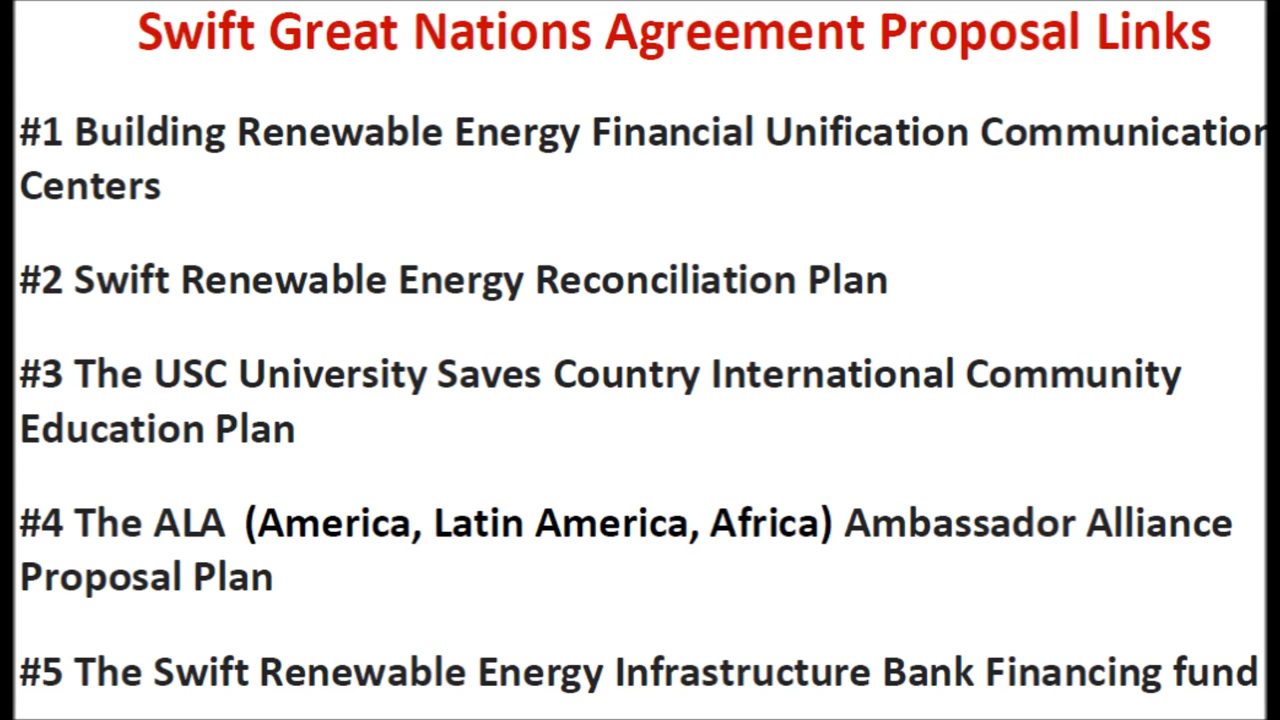 Swift Great Nations Agreement Proposal Links
#1 Building Renewable Energy Financial Unification Communication
Centers
#2 Swift Renewable Energy Reconciliation Plan
#3 The USC University Saves Country International Community
Education Plan
#4 The ALA (America, Latin America, Africa) Ambassador Alliance
Proposal Plan
#5 The Swift Renewable Energy Infrastructure Bank Financing fund